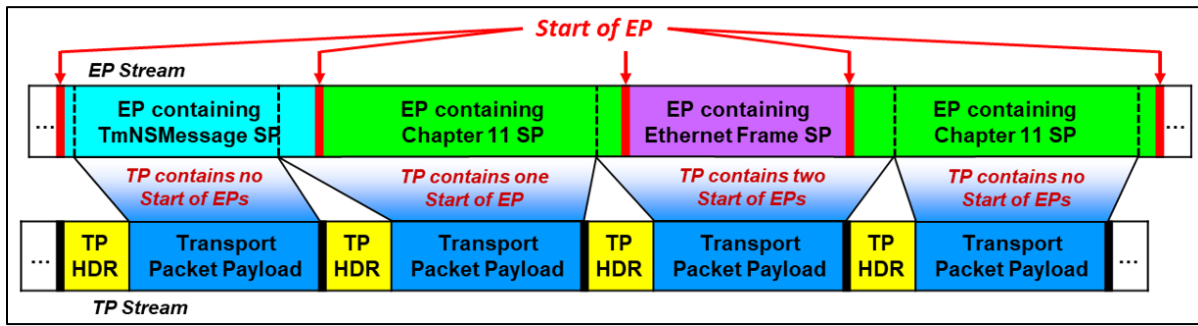 Start of EP
EP Stream
... EP containing TmNSMessage SP EP containing Chapter 11 SP EP containing Ethernet Frame SP EP containing Chapter 11 SP ...
TP contains no Start of EPs TP contains one Start of EP TP contains two Start of EPs TP contains no Start of EPs
... TP HDR Transport Packet Payload TP HDR Transport Packet Payload TP HDR Transport Packet Payload TP HDR Transport Packet Payload ...
TP Stream